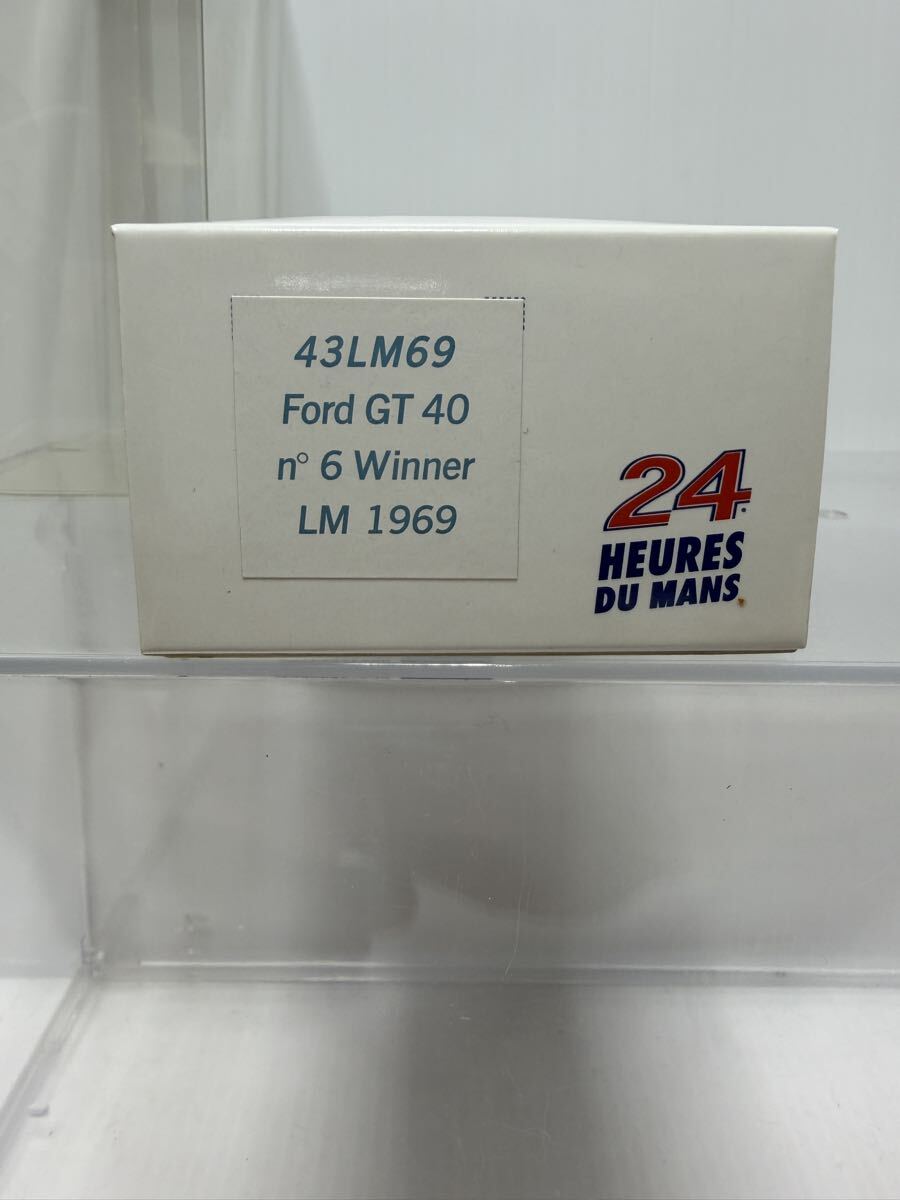 43LM69
Ford GT 40
n° 6 Winner
LM 1969
24
HEURES
DU MANS